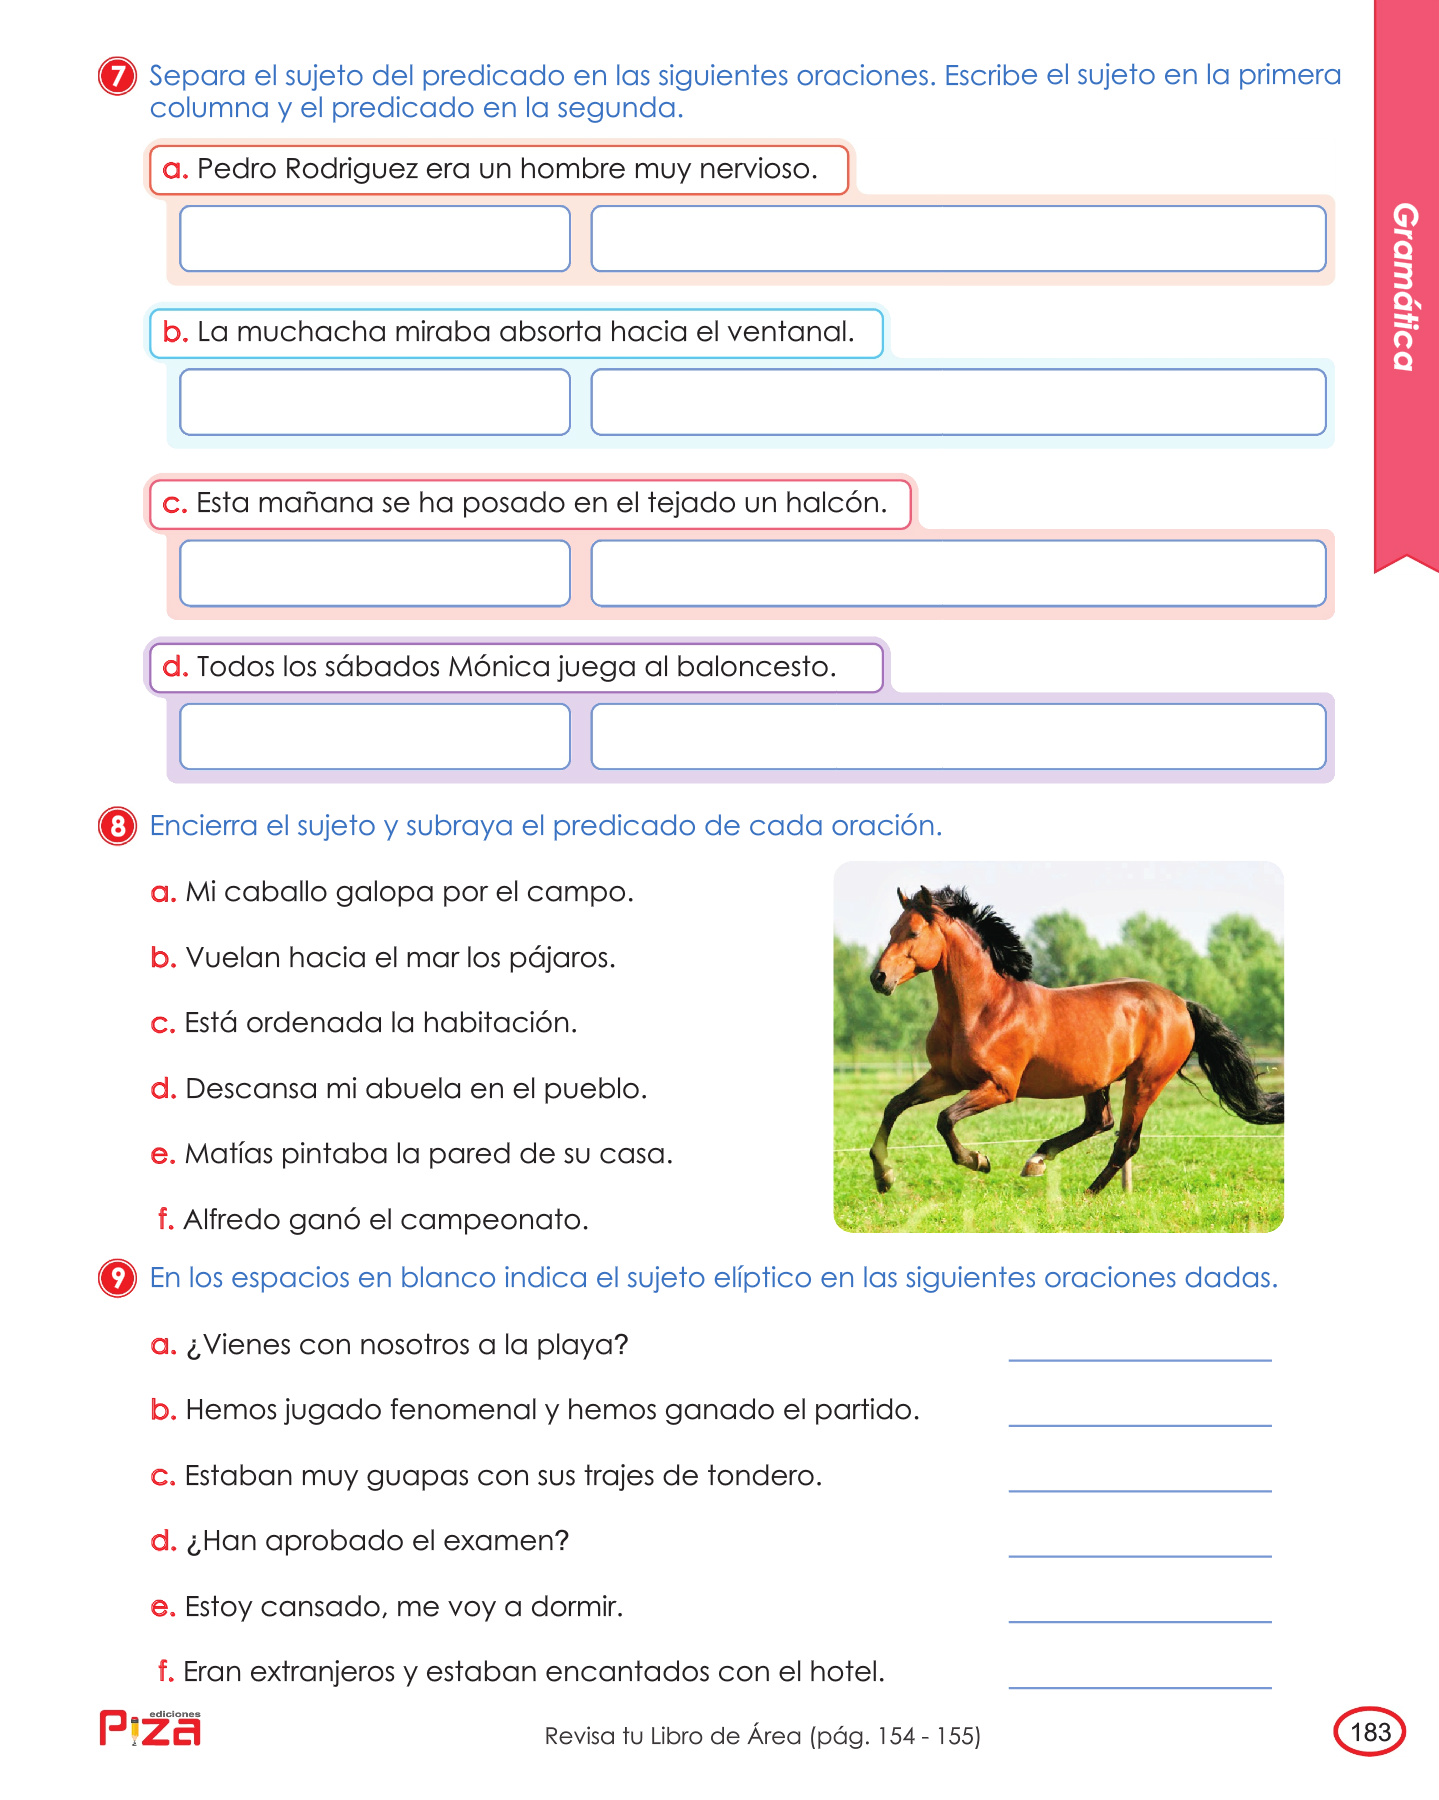 7 Separa el sujeto del predicado en las siguientes oraciones. Escribe el sujeto en la primera
columna y el predicado en la segunda.
a. Pedro Rodriguez era un hombre muy nervioso.
b. La muchacha miraba absorta hacia el ventanal.
c. Esta mañana se ha posado en el tejado un halcón.
d. Todos los sábados Mónica juega al baloncesto.
Gramática
8 Encierra el sujeto y subraya el predicado de cada oración.
a. Mi caballo galopa por el campo.
b. Vuelan hacia el mar los pájaros.
c. Está ordenada la habitación.
d. Descansa mi abuela en el pueblo.
e. Matías pintaba la pared de su casa.
f. Alfredo ganó el campeonato.
9 En los espacios en blanco indica el sujeto elíptico en las siguientes oraciones dadas.
a. ¿Vienes con nosotros a la playa?
b. Hemos jugado fenomenal y hemos ganado el partido.
c. Estaban muy guapas con sus trajes de tondero.
d. ¿Han aprobado el examen?
e. Estoy cansado, me voy a dormir.
f. Eran extranjeros y estaban encantados con el hotel.
ediciones
Piza
Revisa tu Libro de Área (pág. 154 - 155)
183